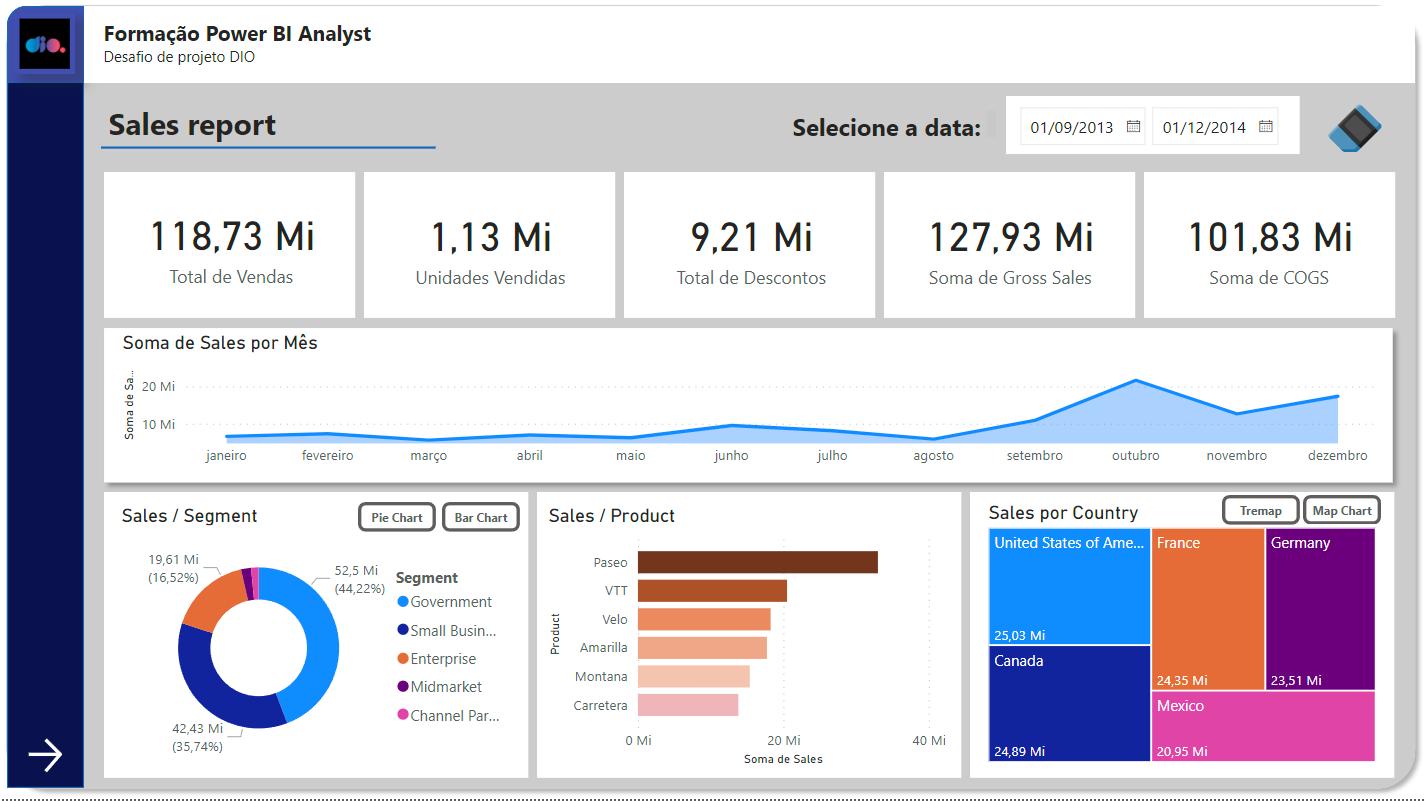 dio.
Formação Power BI Analyst
Desafio de projeto DIO
Sales report
Selecione a data:
01/09/2013
01/12/2014
118,73 Mi
Total de Vendas
1,13 Mi
Unidades Vendidas
9,21 Mi
Total de Descontos
127,93 Mi
Soma de Gross Sales
101,83 Mi
Soma de COGS
Soma de Sales por Mês
Soma de Sa...
20 Mi
10 Mi
janeiro
fevereiro
março
abril
maio
junho
julho
agosto
setembro
outubro
novembro
dezembro
Sales / Segment
Pie Chart
Bar Chart
19,61 Mi
(16,52%)
52,5 Mi
(44,22%)
42,43 Mi
(35,74%)
Segment
Government
Small Busin...
Enterprise
Midmarket
Channel Par...
Sales / Product
Product
Paseo
VTT
Velo
Amarilla
Montana
Carretera
0 Mi
20 Mi
40 Mi
Soma de Sales
Sales por Country
Tremap
Map Chart
United States of Ame...
25,03 Mi
Canada
24,89 Mi
France
24,35 Mi
Germany
23,51 Mi
Mexico
20,95 Mi